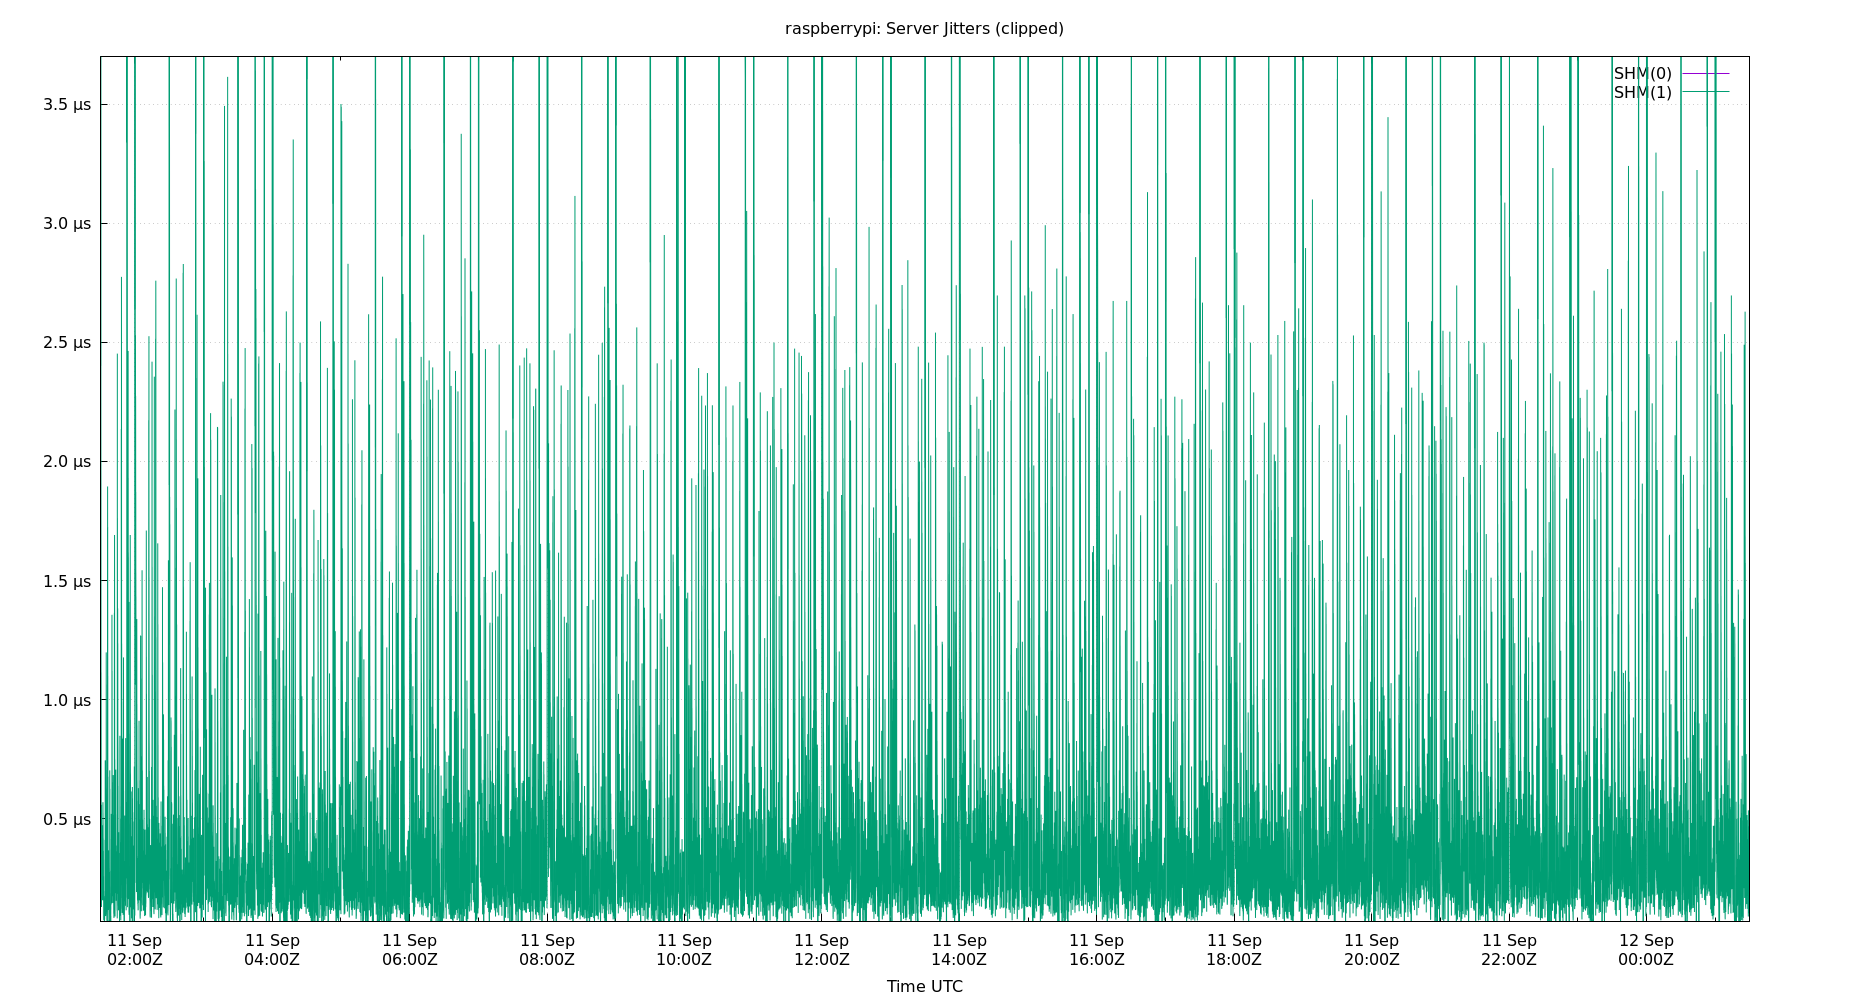 raspberrypi: Server Jitters (clipped)
SHM(0)
SHM(1)
3.5 µs
3.0 µs
2.5 µs
2.0 µs
1.5 µs
1.0 µs
0.5 µs
11 Sep 11 Sep 11 Sep 11 Sep 11 Sep 11 Sep 11 Sep 11 Sep 11 Sep 11 Sep 11 Sep 12 Sep
02:00Z 04:00Z 06:00Z 08:00Z 10:00Z 12:00Z 14:00Z 16:00Z 18:00Z 20:00Z 22:00Z 00:00Z
Time UTC